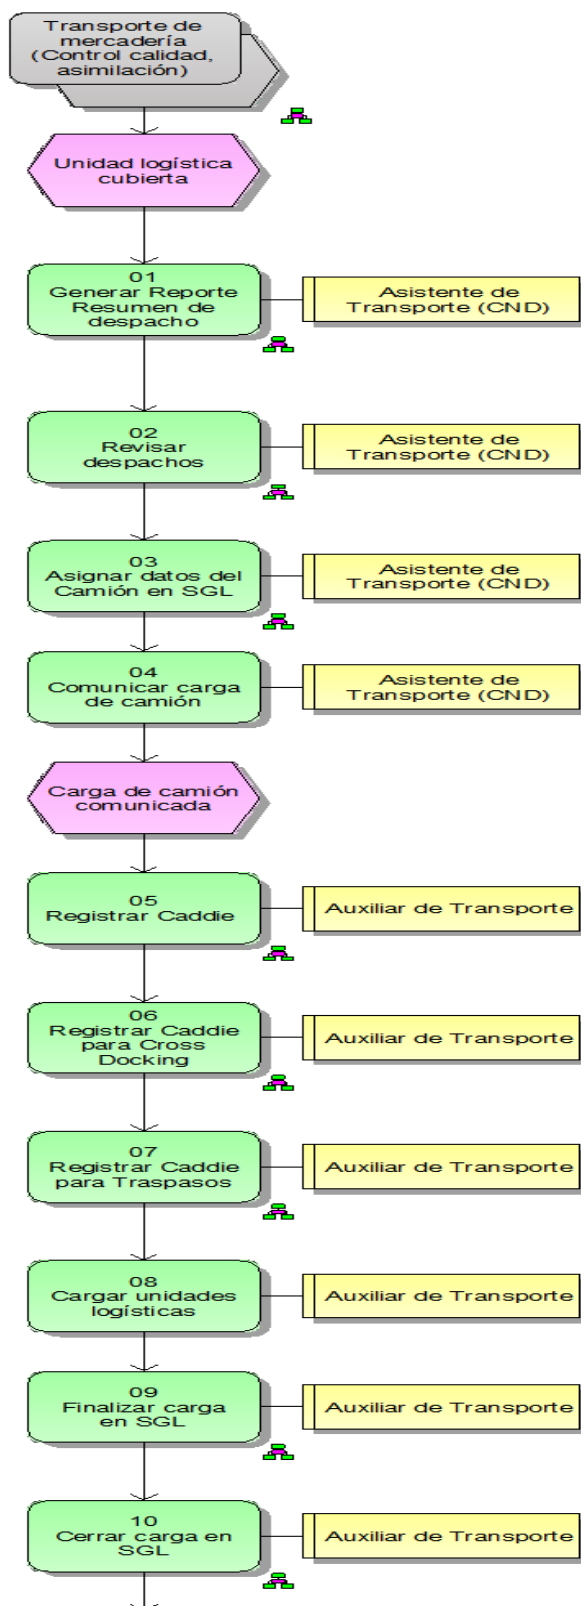 Transporte de
mercadería
(Control calidad,
asimilación)
Unidad logística
cubierta
01
Generar Reporte
Resumen de
despacho
Asistente de
Transporte (CND)
02
Revisar
despachos
Asistente de
Transporte (CND)
03
Asignar datos del
Camión en SGL
Asistente de
Transporte (CND)
04
Comunicar carga
de camión
Asistente de
Transporte (CND)
Carga de camión
comunicada
05
Registrar Caddie
Auxiliar de Transporte
06
Registrar Caddie
para Cross
Docking
Auxiliar de Transporte
07
Registrar Caddie
para Traspasos
Auxiliar de Transporte
08
Cargar unidades
logísticas
Auxiliar de Transporte
09
Finalizar carga
en SGL
Auxiliar de Transporte
10
Cerrar carga en
SGL
Auxiliar de Transporte